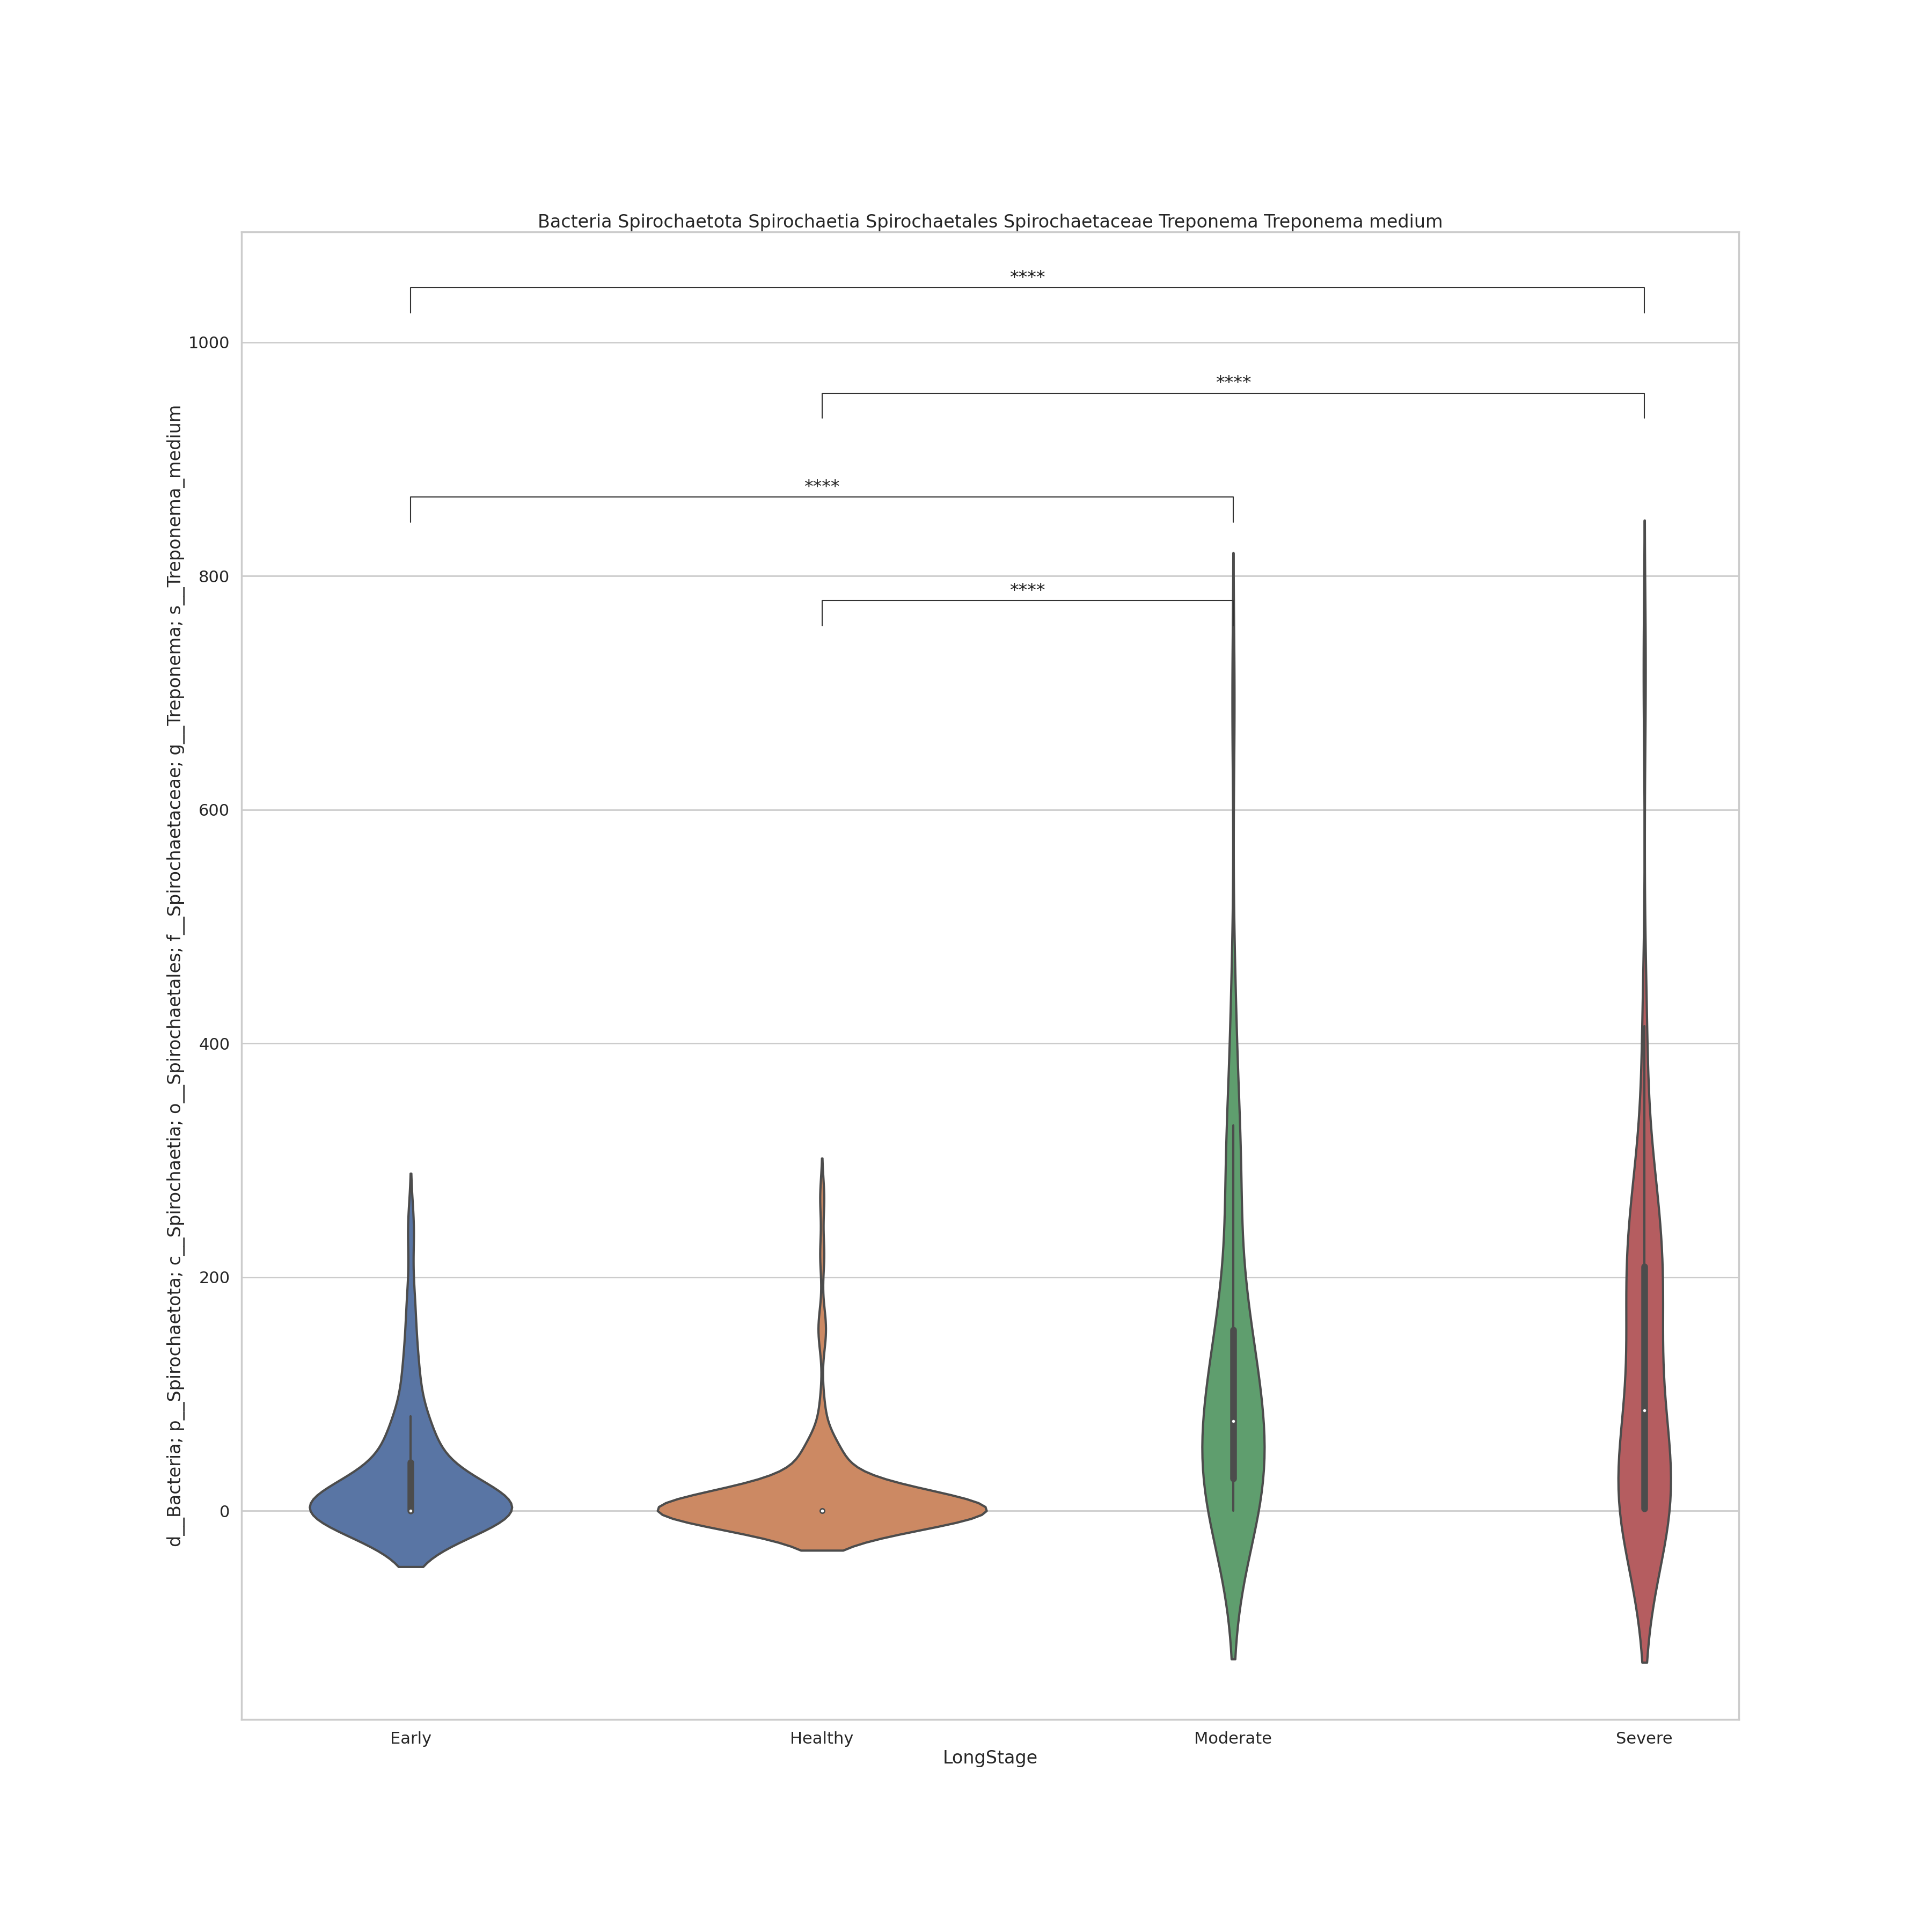 Bacteria Spirochaetota Spirochaetia Spirochaetales Spirochaetaceae Treponema Treponema medium
d__Bacteria; p__Spirochaetota; c__Spirochaetia; o__Spirochaetales; f__Spirochaetaceae; g__Treponema; s__Treponema_medium
****
1000
****
****
800
****
600
400
200
0
Early Healthy Moderate Severe
LongStage